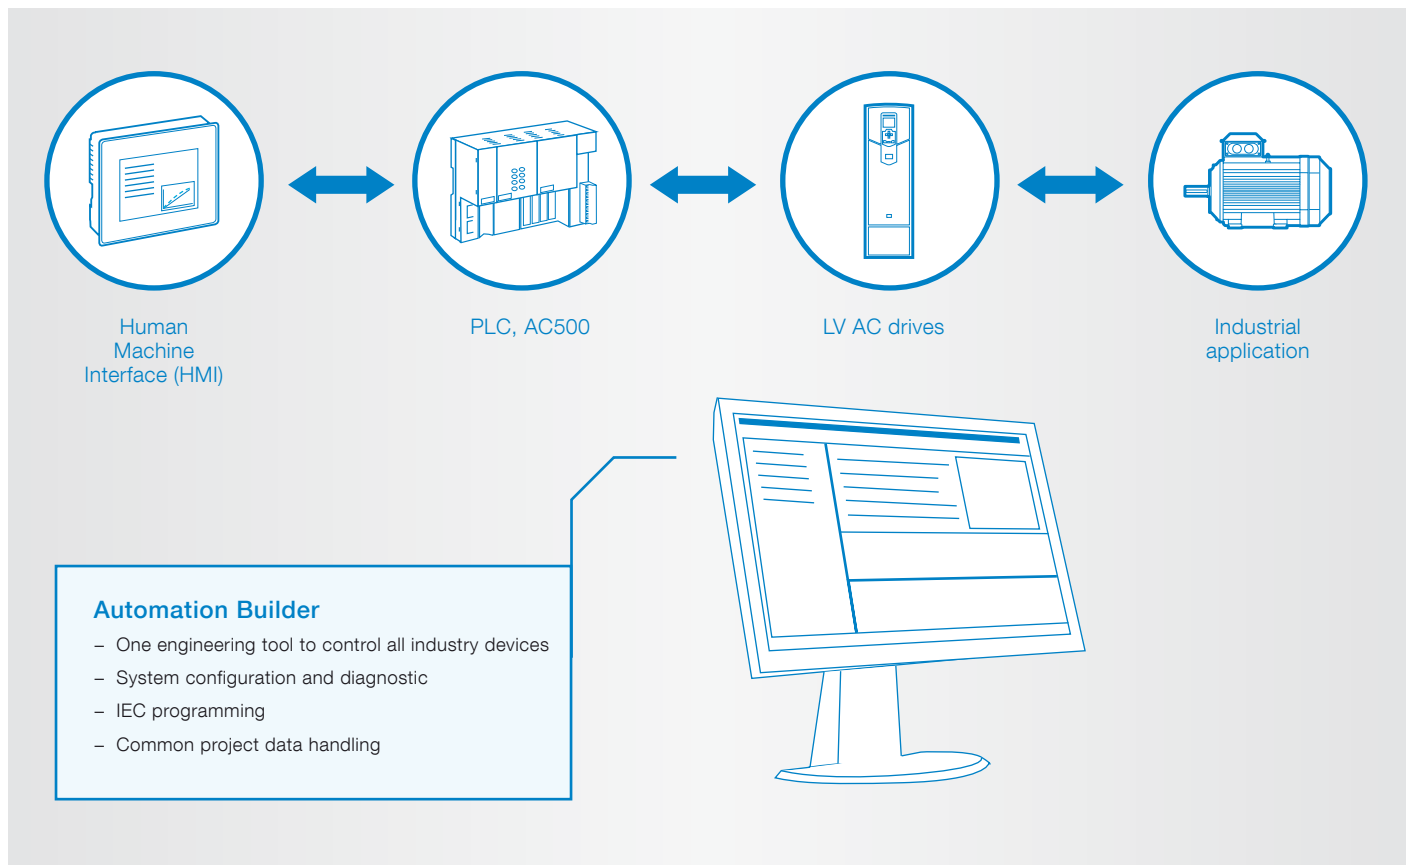 Human
Machine
Interface (HMI)
PLC, AC500
LV AC drives
Industrial
application
Automation Builder
– One engineering tool to control all industry devices
– System configuration and diagnostic
– IEC programming
– Common project data handling